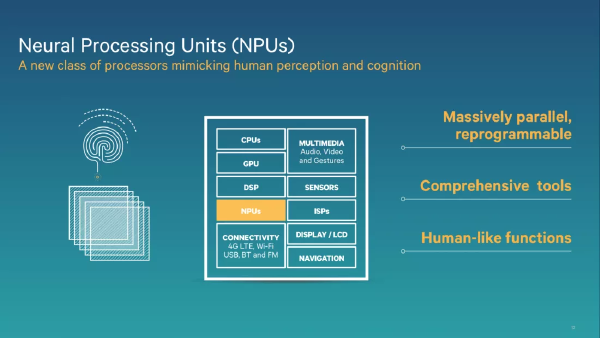 Neural Processing Units (NPUs)
A new class of processors mimicking human perception and cognition
CPUs
GPU
DSP
NPUs
CONNECTIVITY
4G LTE, Wi-Fi
USB, BT and FM
MULTIMEDIA
Audio, Video
and Gestures
SENSORS
ISPs
DISPLAY / LCD
NAVIGATION
Massively parallel,
reprogrammable
Comprehensive tools
Human-like functions